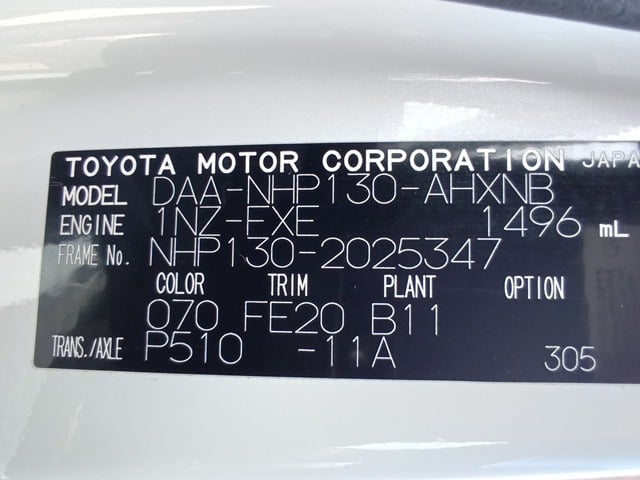 TOYOTA MOTOR CORPORATION JAPA
MODEL DAA-NHP130-AHXNB
ENGINE 1NZ-FXE 1496 mL
FRAME No. NHP130-2025347
COLOR TRIM PLANT OPTION
070 FE20 B11
TRANS./AXLE P510 -11A 305